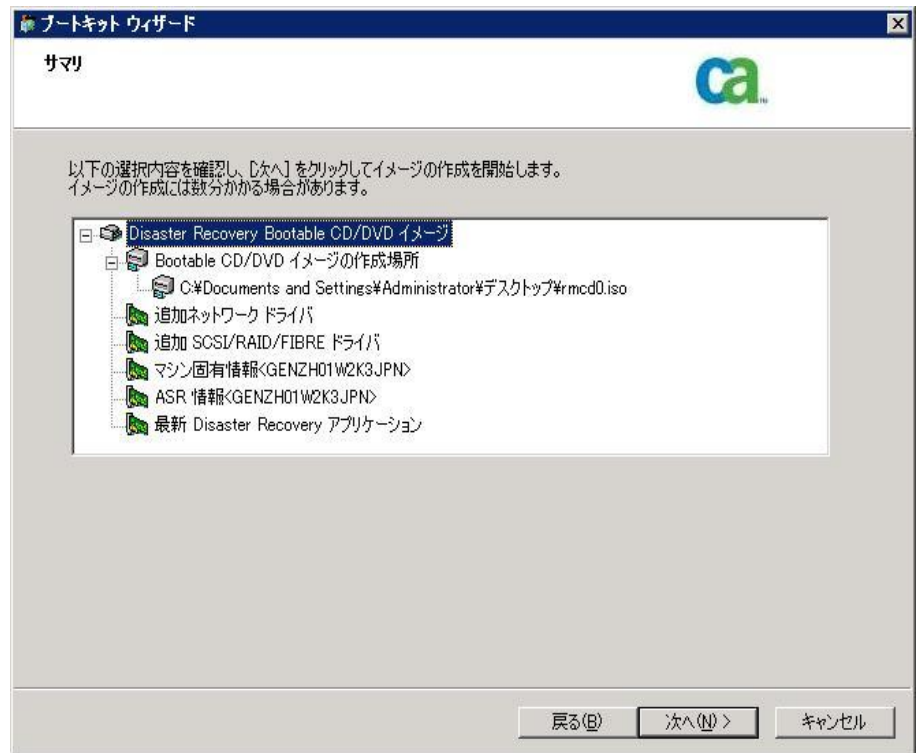 ブートキット ウィザード
サマリ
ca
以下の選択内容を確認し、[次へ] をクリックしてイメージの作成を開始します。
イメージの作成には数分かかる場合があります。
Disaster Recovery Bootable CD/DVD イメージ
Bootable CD/DVD イメージの作成場所
C:¥Documents and Settings¥Administrator¥デスクトップ¥rmcd0.iso
追加ネットワーク ドライバ
追加 SCSI/RAID/FIBRE ドライバ
マシン固有情報<GENZH01W2K3JPN>
ASR 情報<GENZH01W2K3JPN>
最新 Disaster Recovery アプリケーション
戻る(B)
次へ(N) >
キャンセル